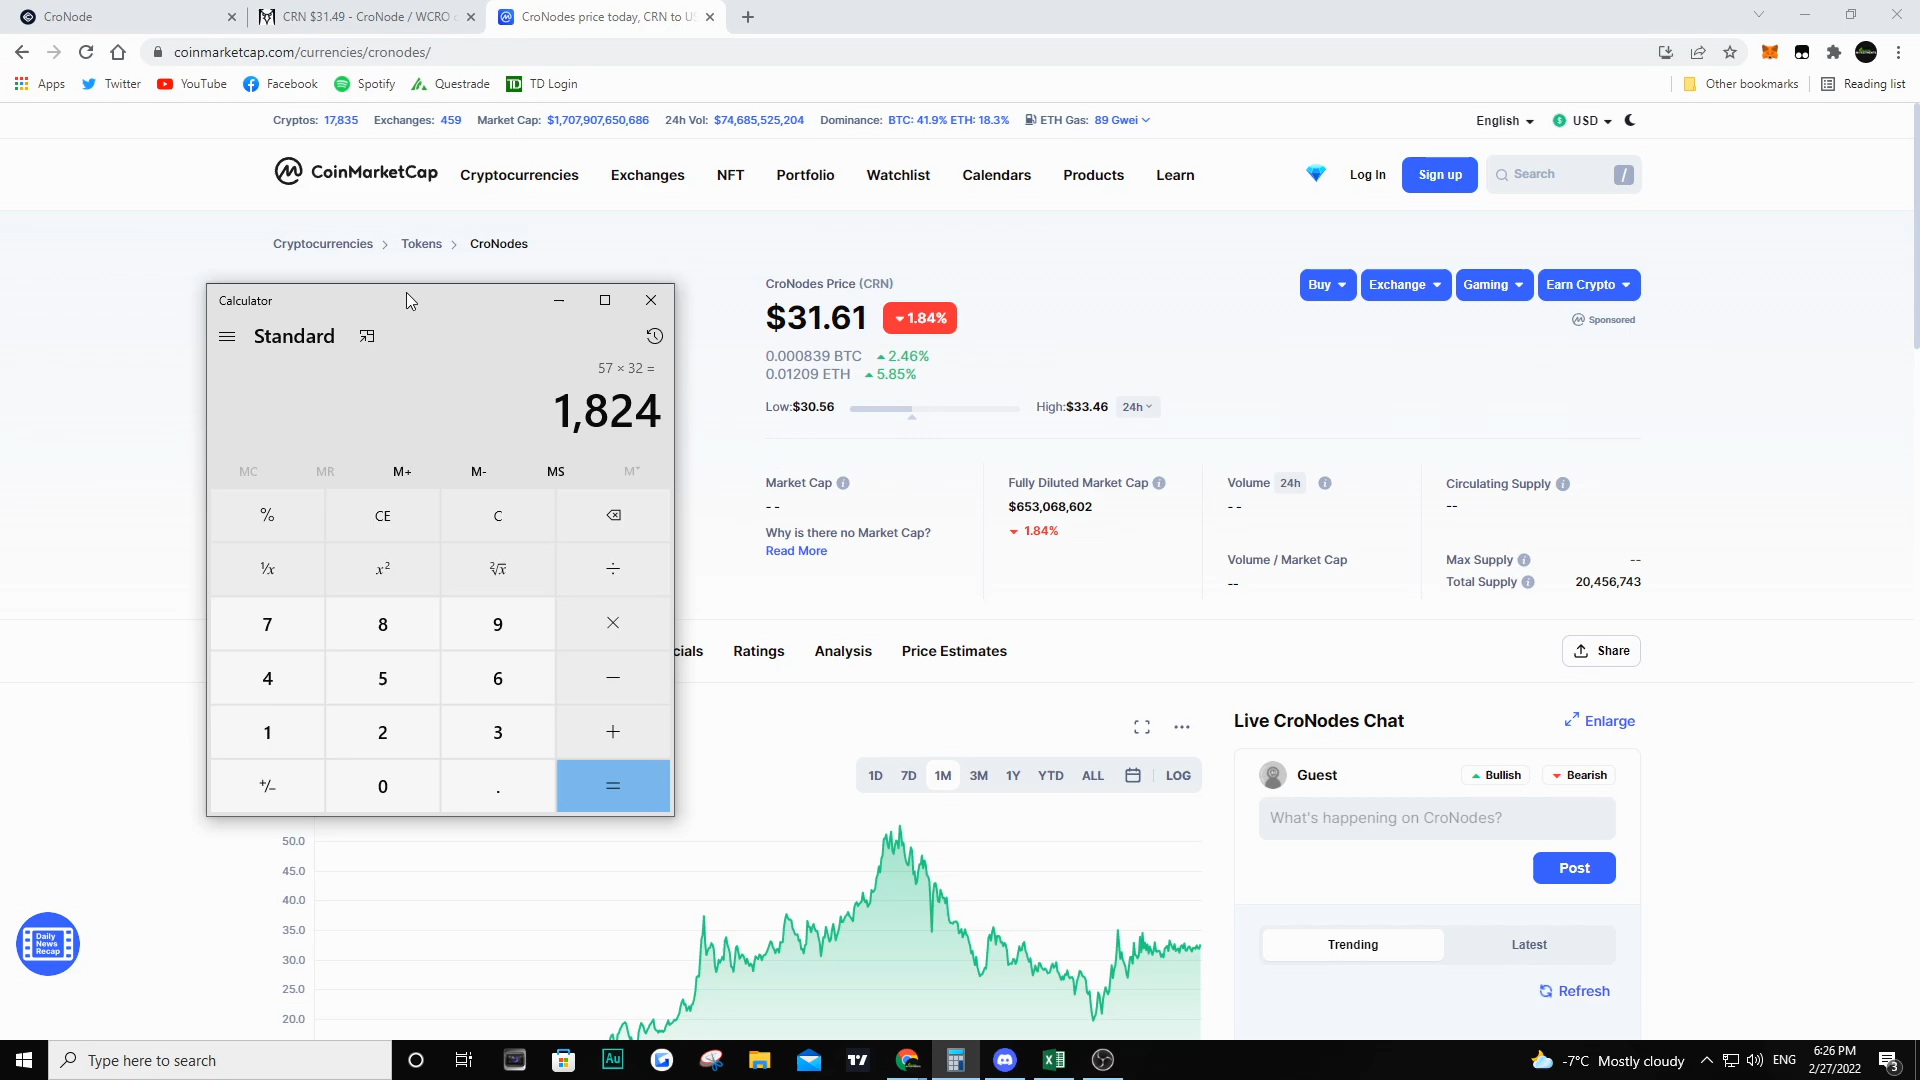 CroNode
CRN $31.49 - CroNode / WCRO
CroNodes price today, CRN to US
coinmarketcap.com/currencies/cronodes/
Apps Twitter YouTube Facebook Spotify Questrade TD Login Other bookmarks Reading list
Cryptos: 17,835 Exchanges: 459 Market Cap: $1,707,907,650,686 24h Vol: $74,685,525,204 Dominance: BTC: 41.9% ETH: 18.3% ETH Gas: 89 Gwei English USD
CoinMarketCap Cryptocurrencies Exchanges NFT Portfolio Watchlist Calendars Products Learn Log In Sign up Search /
Cryptocurrencies > Tokens > CroNodes
Calculator
Standard
57 × 32 =
1,824
MC MR M+ M- MS M˅
% CE C
⅟x x² ²√x ÷
7 8 9 ×
4 5 6 −
1 2 3 +
+/− 0 . =
CroNodes Price (CRN)
$31.61 1.84%
0.000839 BTC 2.46%
0.01209 ETH 5.85%
Low:$30.56 High:$33.46 24h
Buy Exchange Gaming Earn Crypto
Sponsored
Market Cap
- -
Why is there no Market Cap?
Read More
Fully Diluted Market Cap
$653,068,602
1.84%
Volume 24h
- -
Volume / Market Cap
--
Circulating Supply
--
Max Supply --
Total Supply 20,456,743
cials Ratings Analysis Price Estimates Share
1D 7D 1M 3M 1Y YTD ALL LOG
50.0
45.0
40.0
35.0
30.0
25.0
20.0
Live CroNodes Chat Enlarge
Guest Bullish Bearish
What's happening on CroNodes?
Post
Trending Latest
Refresh
Daily
News
Recap
Type here to search
Au
TD
-7°C Mostly cloudy ENG
6:26 PM
2/27/2022
3